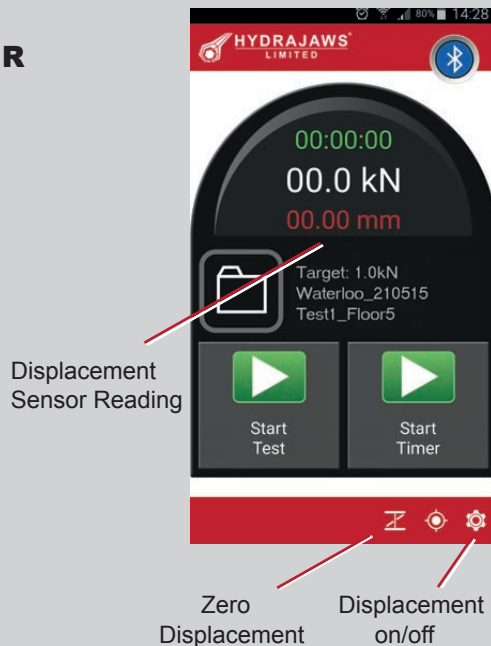 80% 14:28
R
HYDRAJAWS
LIMITED
00:00:00
00.0 kN
00.00 mm
Target: 1.0kN
Waterloo_210515
Test1_Floor5
Displacement
Sensor Reading
Start
Test
Start
Timer
Zero
Displacement
Displacement
on/off